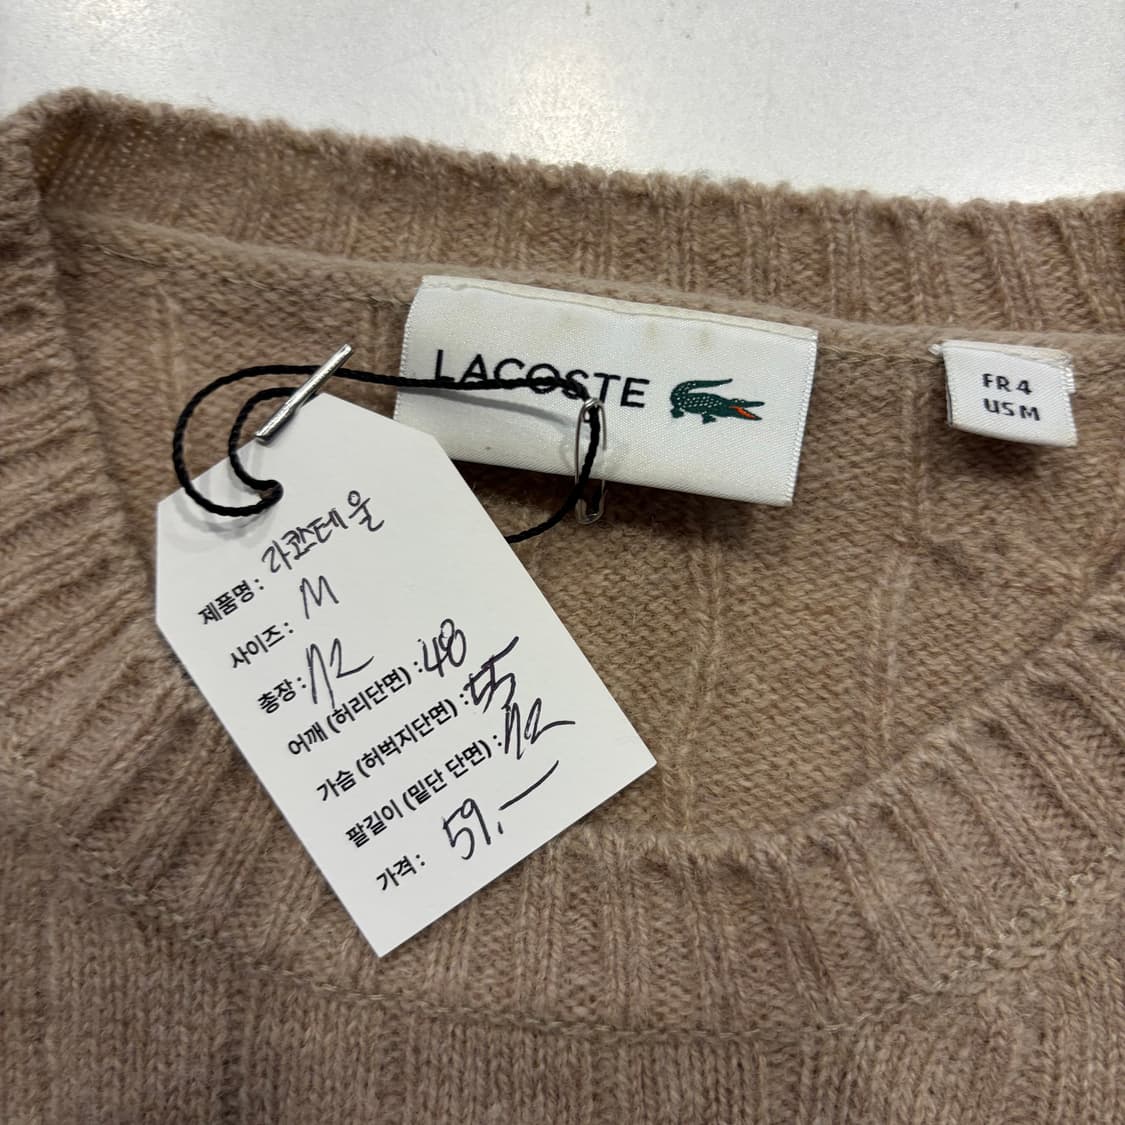 LACOSTE
FR 4
US M
제품명 : 라코스테 울
사이즈 : M
총장 : 72
어깨 (허리단면) : 48
가슴 (허벅지단면) : 55
팔길이 (밑단 단면) : 72
가격 : 59,—